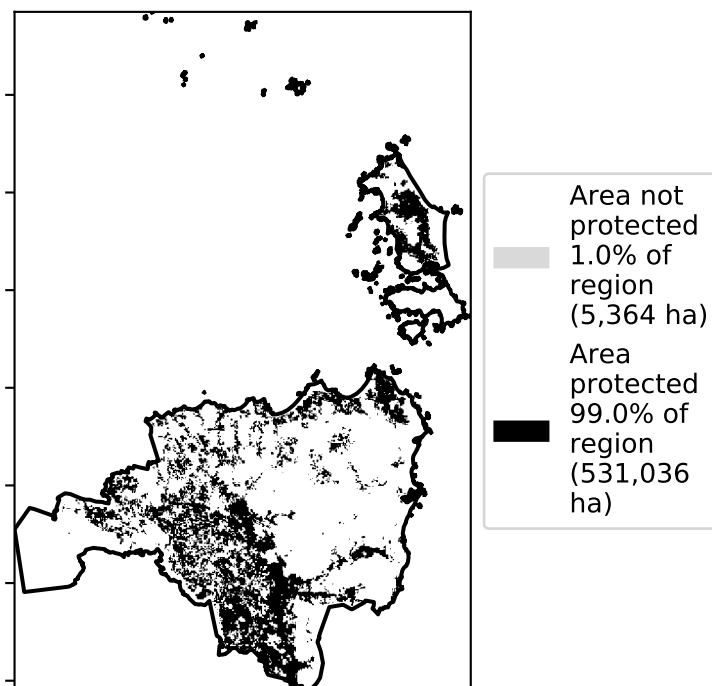 Area not
protected
1.0% of
region
(5,364 ha)
Area
protected
99.0% of
region
(531,036
ha)